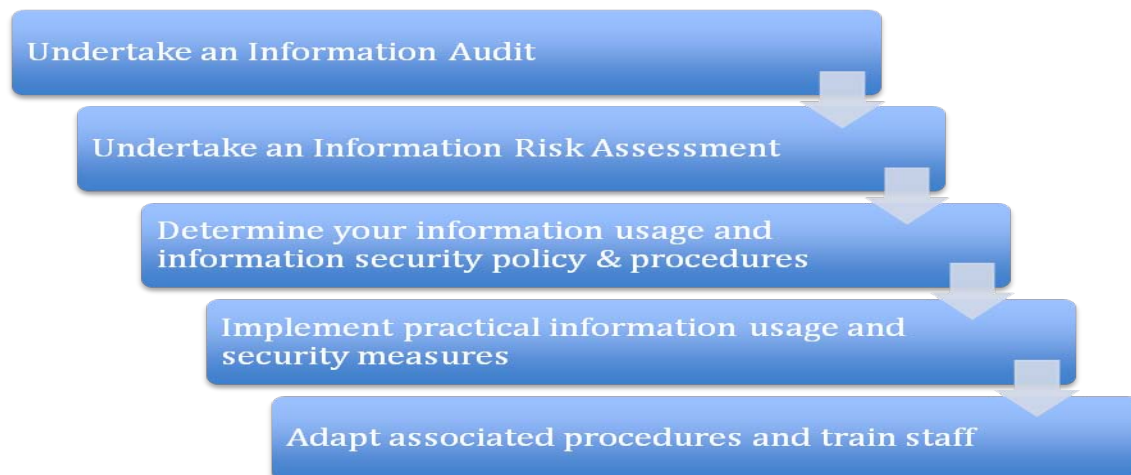 Undertake an Information Audit
Undertake an Information Risk Assessment
Determine your information usage and
information security policy & procedures
Implement practical information usage and
security measures
Adapt associated procedures and train staff